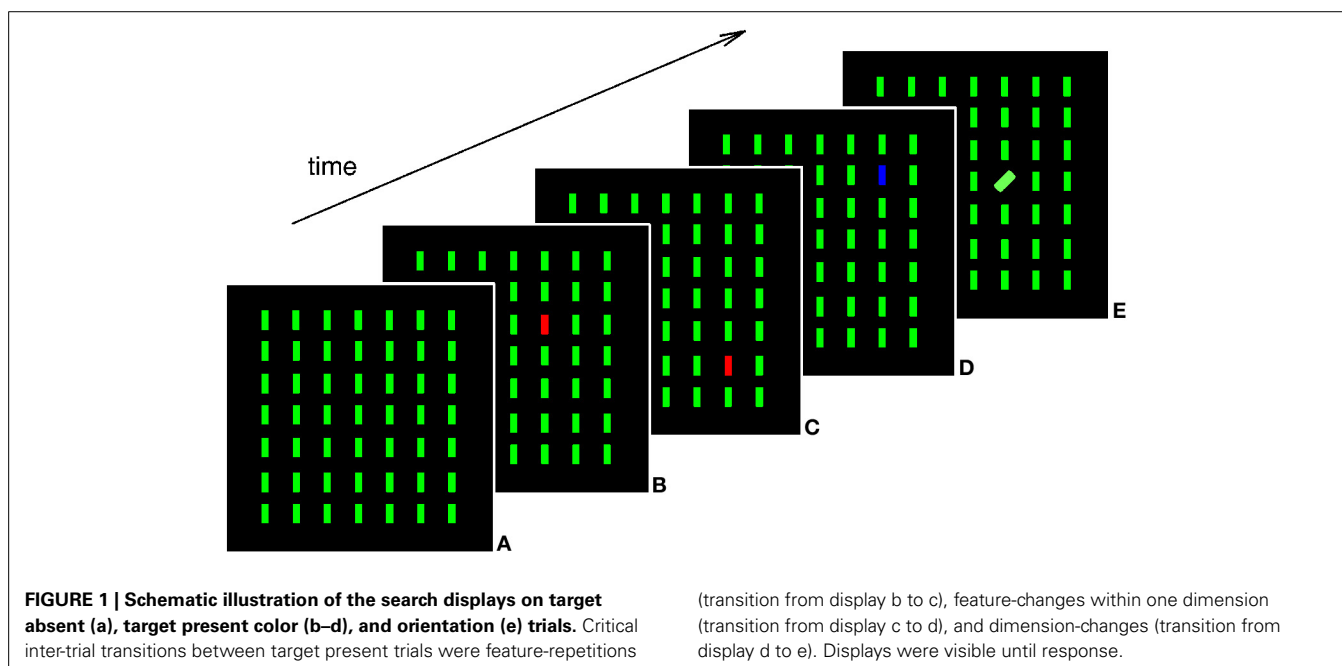 time
E
D
C
B
A
FIGURE 1 | Schematic illustration of the search displays on target
absent (a), target present color (b–d), and orientation (e) trials. Critical
inter-trial transitions between target present trials were feature-repetitions
(transition from display b to c), feature-changes within one dimension
(transition from display c to d), and dimension-changes (transition from
display d to e). Displays were visible until response.